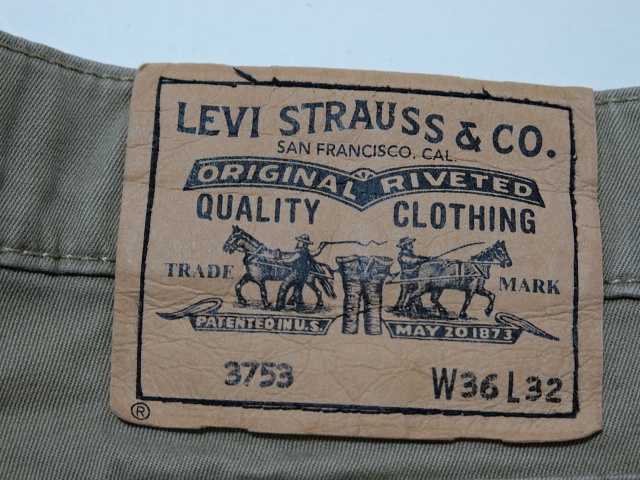 LEVI STRAUSS & CO.
SAN FRANCISCO. CAL.
ORIGINAL RIVETED
QUALITY CLOTHING
TRADE MARK
PATENTED IN U.S. MAY 20 1873
3753 W36 L32
®